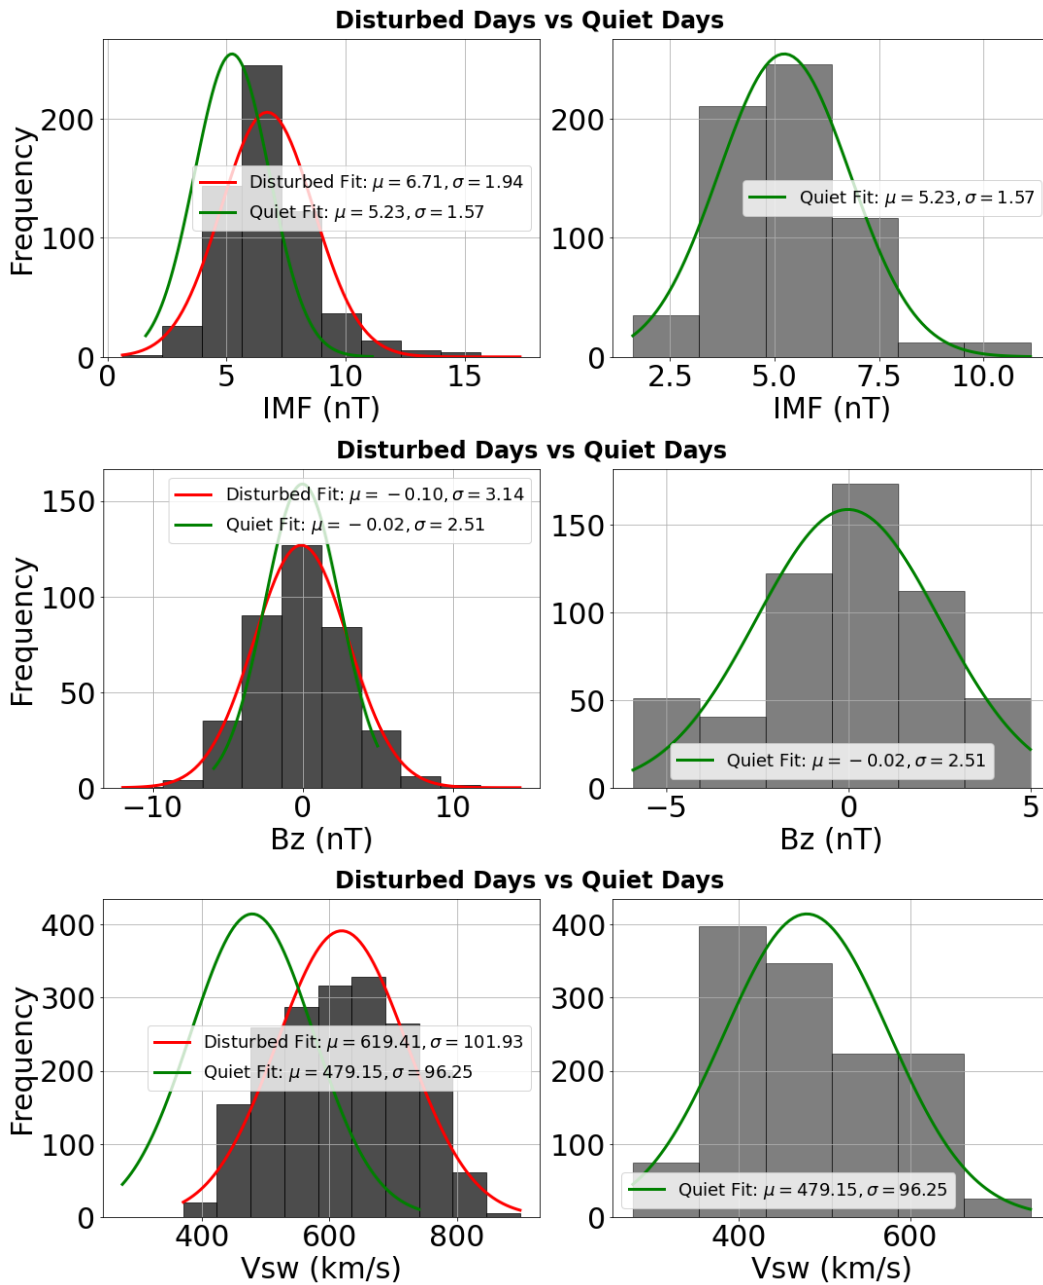 Disturbed Days vs Quiet Days
Frequency
200
100
0
Disturbed Fit: μ = 6.71, σ = 1.94
Quiet Fit: μ = 5.23, σ = 1.57
0 5 10 15
IMF (nT)
Quiet Fit: μ = 5.23, σ = 1.57
200
100
0
2.5 5.0 7.5 10.0
IMF (nT)
Disturbed Days vs Quiet Days
Frequency
150
100
50
0
Disturbed Fit: μ = −0.10, σ = 3.14
Quiet Fit: μ = −0.02, σ = 2.51
−10 0 10
Bz (nT)
150
100
50
0
Quiet Fit: μ = −0.02, σ = 2.51
−5 0 5
Bz (nT)
Disturbed Days vs Quiet Days
Frequency
400
300
200
100
0
Disturbed Fit: μ = 619.41, σ = 101.93
Quiet Fit: μ = 479.15, σ = 96.25
400 600 800
Vsw (km/s)
400
300
200
100
0
Quiet Fit: μ = 479.15, σ = 96.25
400 600
Vsw (km/s)